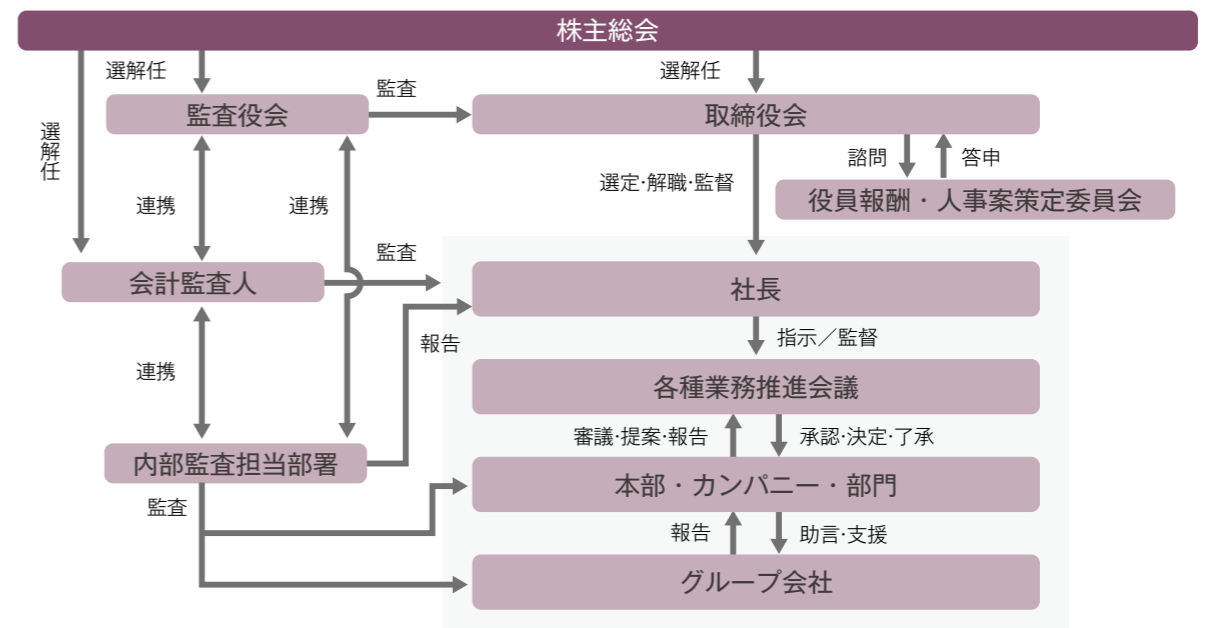 株主総会
選解任
選解任
選解任
監査
監査役会
取締役会
諮問
答申
選定·解職·監督
役員報酬・人事案策定委員会
連携
連携
監査
会計監査人
社長
報告
指示／監督
連携
各種業務推進会議
審議·提案·報告
承認·決定·了承
内部監査担当部署
本部・カンパニー・部門
監査
報告
助言·支援
グループ会社